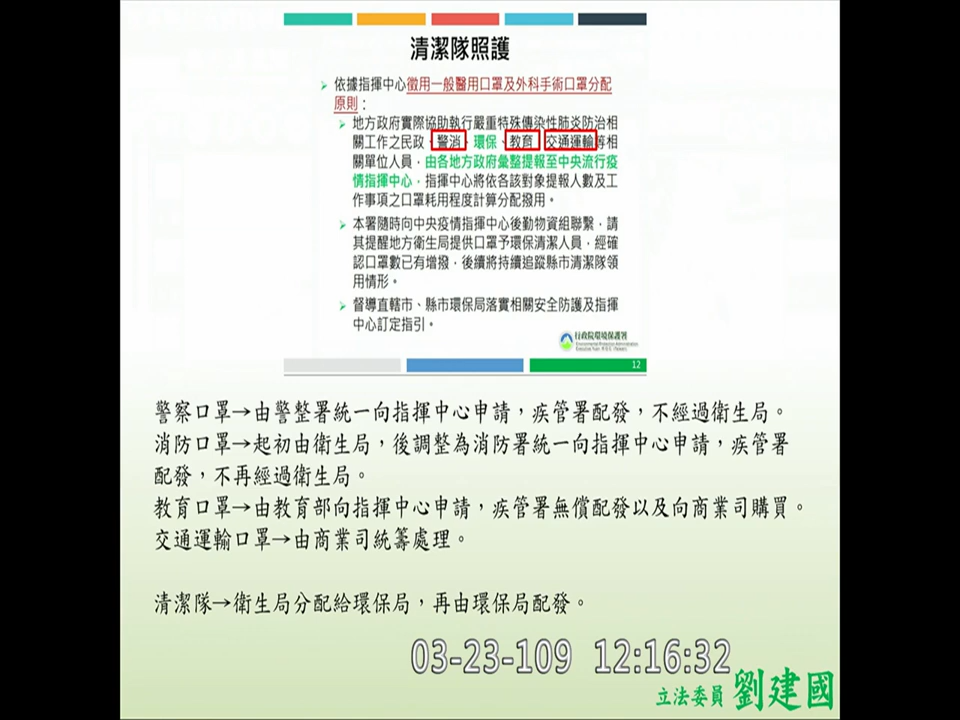 清潔隊照護
依據指揮中心徵用一般醫用口罩及外科手術口罩分配
原則：
地方政府實際協助執行嚴重特殊傳染性肺炎防治相
關工作之民政、警消、環保、教育、交通運輸等相
關單位人員，由各地方政府彙整提報至中央流行疫
情指揮中心，指揮中心將依各該對象提報人數及工
作事項之口罩耗用程度計算分配撥用。
本署隨時向中央疫情指揮中心後勤物資組聯繫，請
其提醒地方衛生局提供口罩予環保清潔人員，經確
認口罩數已有增撥，後續將持續追蹤縣市清潔隊領
用情形。
督導直轄市、縣市環保局落實相關安全防護及指揮
中心訂定指引。
行政院環境保護署
12
警察口罩→由警整署統一向指揮中心申請，疾管署配發，不經過衛生局。
消防口罩→起初由衛生局，後調整為消防署統一向指揮中心申請，疾管署
配發，不再經過衛生局。
教育口罩→由教育部向指揮中心申請，疾管署無償配發以及向商業司購買。
交通運輸口罩→由商業司統籌處理。
清潔隊→衛生局分配給環保局，再由環保局配發。
03-23-109 12:16:32
立法委員 劉建國